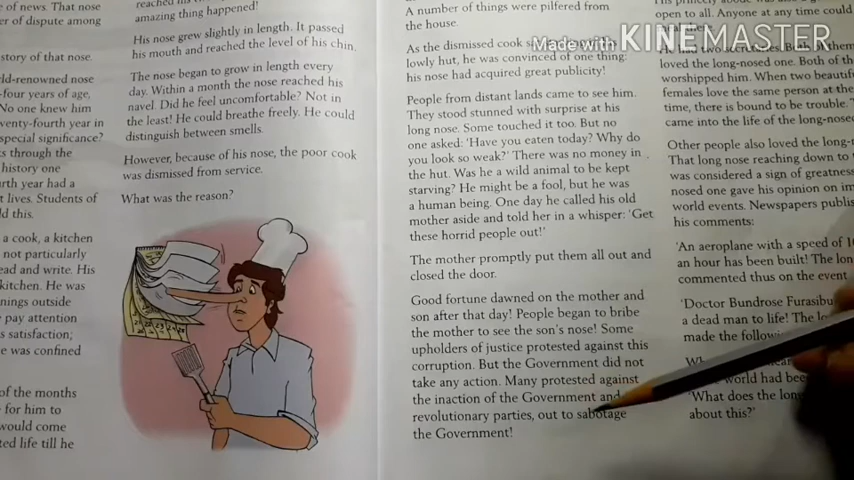 of news. That nose
er of dispute among
story of that nose.
ld-renowned nose
-four years of age,
No one knew him
wenty-fourth year in
special significance?
s through the
history one
rth year had a
t lives. Students of
d this.
a cook, a kitchen
not particularly
ead and write. His
kitchen. He was
nings outside
pay attention
s satisfaction;
e was confined
of the months
for him to
would come
ted life till he
reached his
amazing thing happened!
His nose grew slightly in length. It passed
his mouth and reached the level of his chin.
The nose began to grow in length every
day. Within a month the nose reached his
navel. Did he feel uncomfortable? Not in
the least! He could breathe freely. He could
distinguish between smells.
However, because of his nose, the poor cook
was dismissed from service.
What was the reason?
A number of things were pilfered from
the house.
As the dismissed cook
lowly hut, he was convinced of one thing:
his nose had acquired great publicity!
People from distant lands came to see him.
They stood stunned with surprise at his
long nose. Some touched it too. But no
one asked: 'Have you eaten today? Why do
you look so weak?' There was no money in
the hut. Was he a wild animal to be kept
starving? He might be a fool, but he was
a human being. One day he called his old
mother aside and told her in a whisper: 'Get
these horrid people out!'
The mother promptly put them all out and
closed the door.
Good fortune dawned on the mother and
son after that day! People began to bribe
the mother to see the son's nose! Some
upholders of justice protested against this
corruption. But the Government did not
take any action. Many protested against
the inaction of the Government and
revolutionary parties, out to sabotage
the Government!
open to all. Anyone at any time could
Both of them
loved the long-nosed one. Both of th
worshipped him. When two beautifu
females love the same person at the
time, there is bound to be trouble.
came into the life of the long-nosed
Other people also loved the long-n
That long nose reaching down to
was considered a sign of greatness
nosed one gave his opinion on im
world events. Newspapers publis
his comments:
'An aeroplane with a speed of 10
an hour has been built! The lon
commented thus on the event
'Doctor Bundrose Furasibu
a dead man to life! The lo
made the followi
world had bee
'What does the lon
about this?'
Made with KINEMASTER